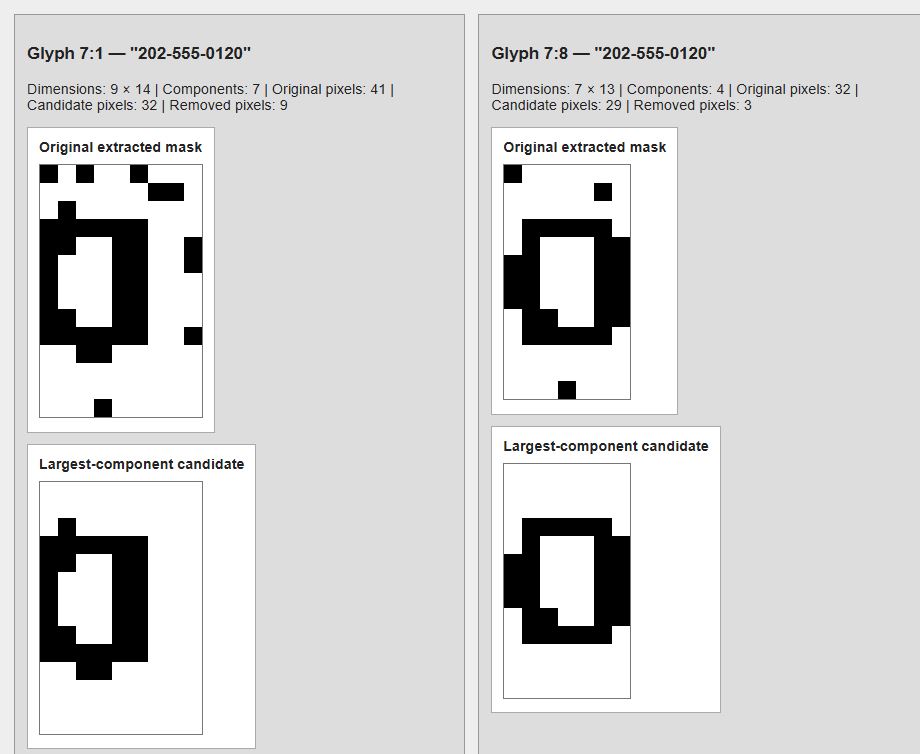 Glyph 7:1 — "202-555-0120"
Dimensions: 9 × 14 | Components: 7 | Original pixels: 41 |
Candidate pixels: 32 | Removed pixels: 9
Original extracted mask
Largest-component candidate
Glyph 7:8 — "202-555-0120"
Dimensions: 7 × 13 | Components: 4 | Original pixels: 32 |
Candidate pixels: 29 | Removed pixels: 3
Original extracted mask
Largest-component candidate